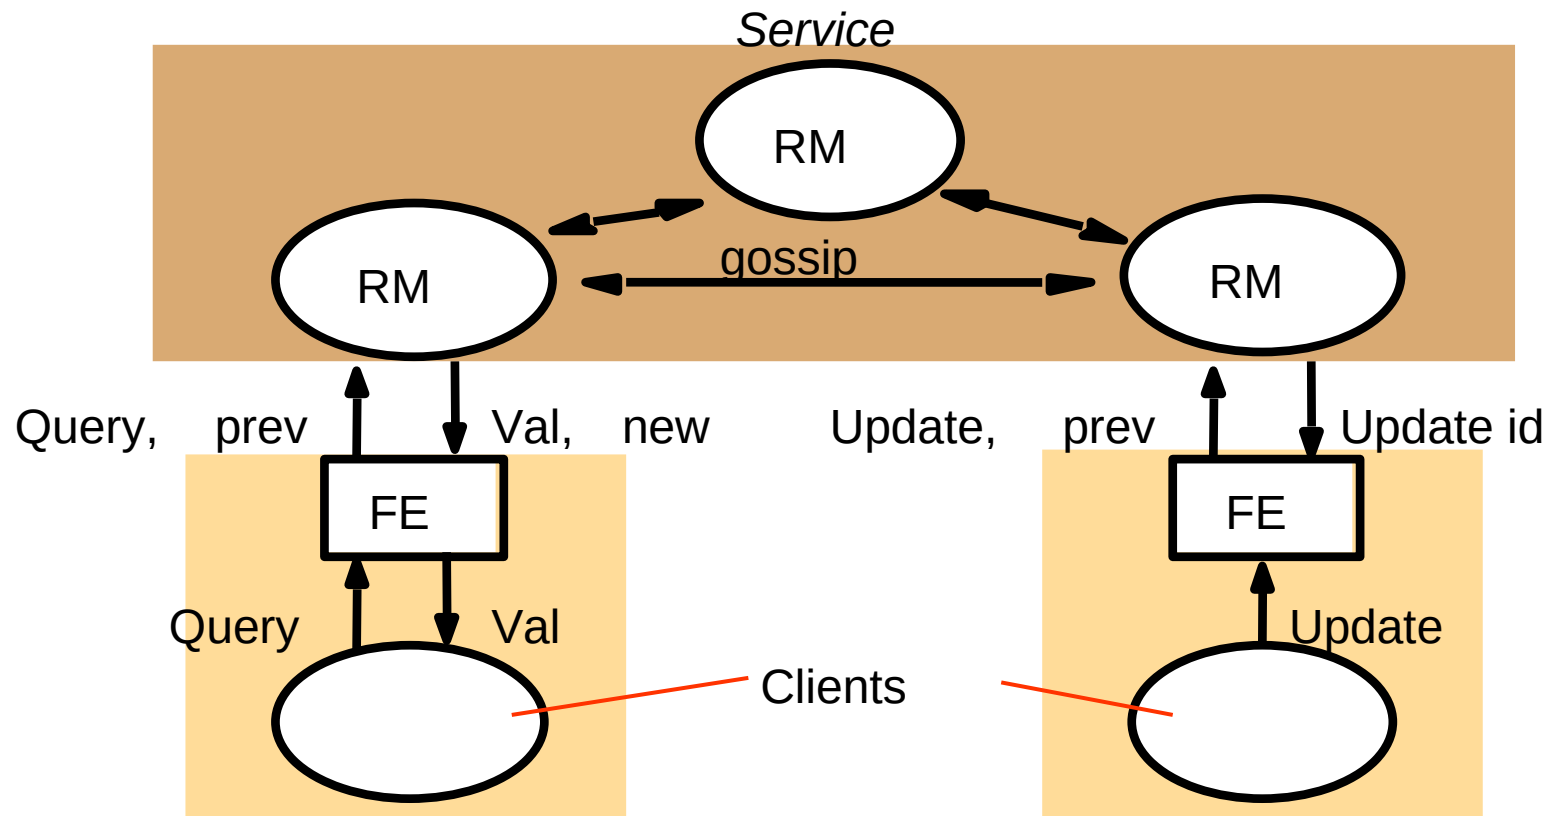 Service
RM
RM
gossip
RM
Query, prev
Val, new
Update, prev
Update id
FE
FE
Query
Val
Update
Clients